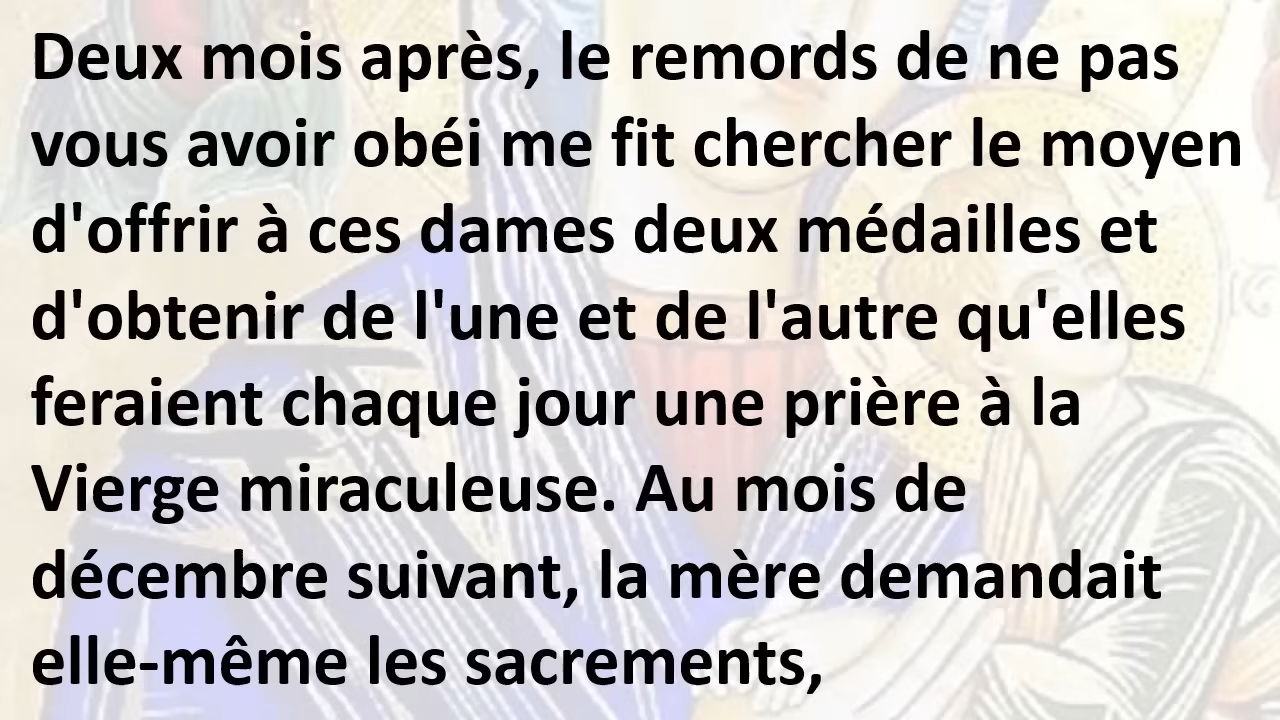 Deux mois après, le remords de ne pas
vous avoir obéi me fit chercher le moyen
d'offrir à ces dames deux médailles et
d'obtenir de l'une et de l'autre qu'elles
feraient chaque jour une prière à la
Vierge miraculeuse. Au mois de
décembre suivant, la mère demandait
elle-même les sacrements,